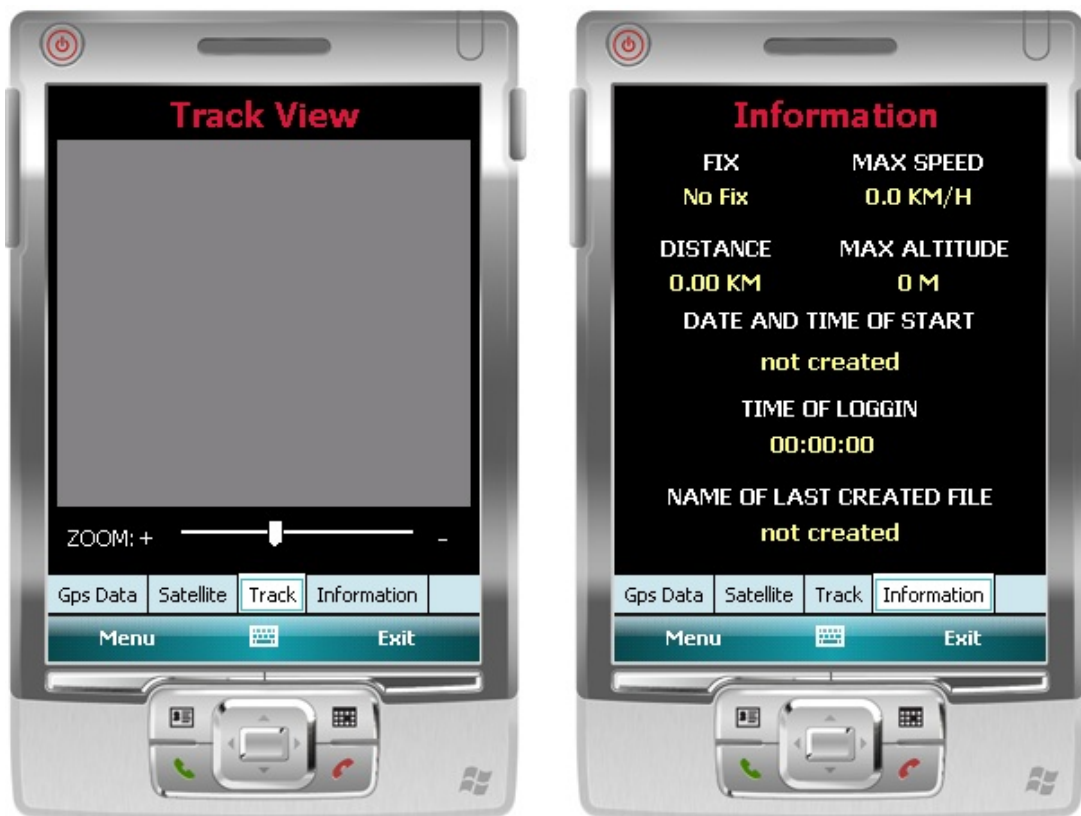 Track View
ZOOM: + -
Gps Data Satellite Track Information
Menu Exit
Information
FIX MAX SPEED
No Fix 0.0 KM/H
DISTANCE MAX ALTITUDE
0.00 KM 0 M
DATE AND TIME OF START
not created
TIME OF LOGGIN
00:00:00
NAME OF LAST CREATED FILE
not created
Gps Data Satellite Track Information
Menu Exit